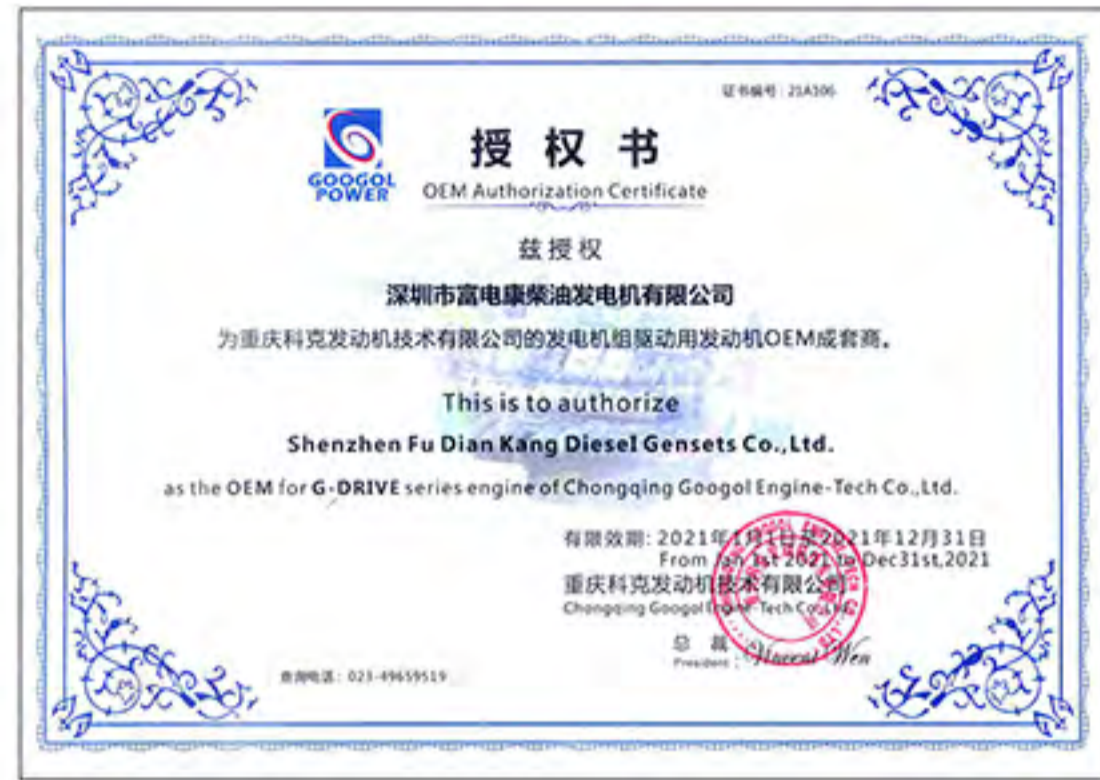 证书编号：21A106
GOOGOL
POWER
授权书
OEM Authorization Certificate
兹授权
深圳市富电康柴油发电机有限公司
为重庆科克发动机技术有限公司的发电机组驱动用发动机OEM成套商。
This is to authorize
Shenzhen Fu Dian Kang Diesel Gensets Co.,Ltd.
as the OEM for G-DRIVE series engine of Chongqing Googol Engine-Tech Co.,Ltd.
有限效期: 2021年1月1日至2021年12月31日
From Jan 1st 2021 to Dec31st,2021
重庆科克发动机技术有限公司
Chongqing Googol Engine-Tech Co.,Ltd.
总裁
President : Vincent Wen
查询电话：023-49659519